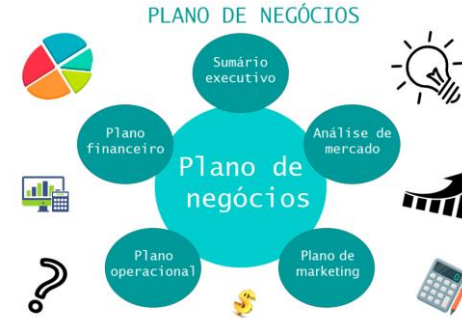 PLANO DE NEGÓCIOS
Sumário
executivo
Plano
financeiro
Análise de
mercado
Plano de
negócios
Plano
operacional
Plano de
marketing